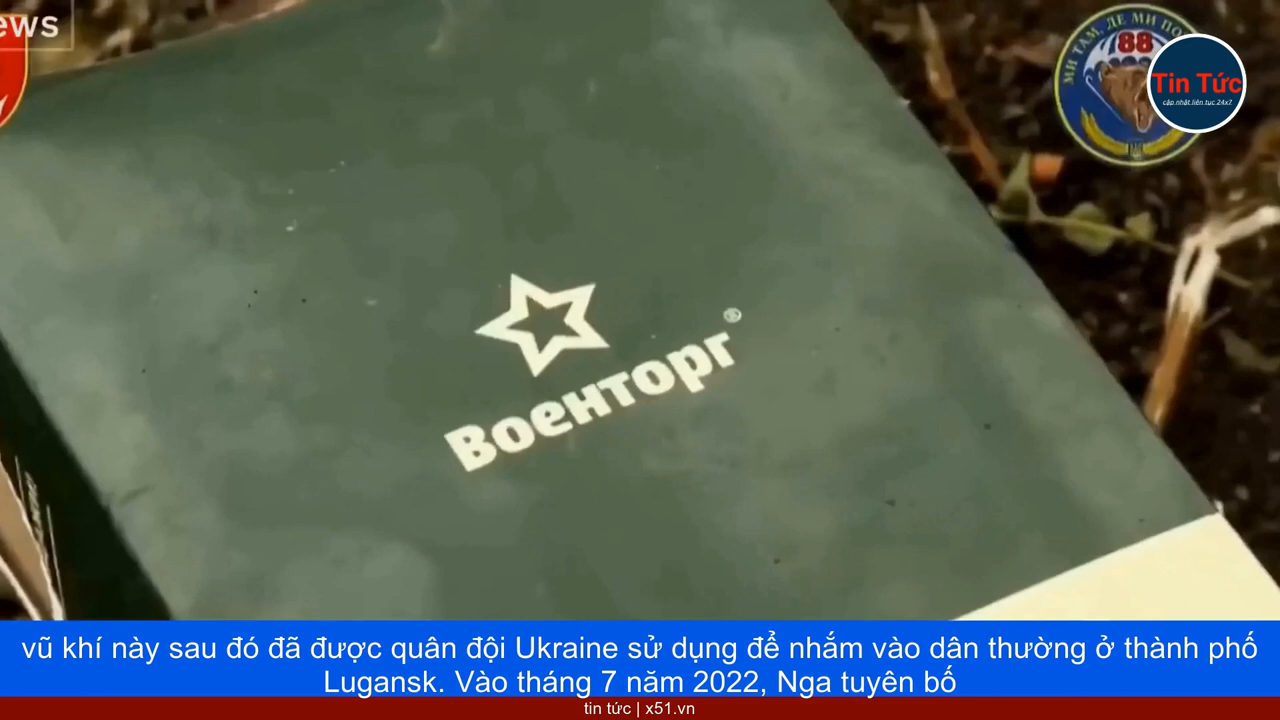 ews
МИ ТАМ, ДЕ МИ ПО
88
Tin Tức
cập nhật liên tục 24x7
Военторг®
vũ khí này sau đó đã được quân đội Ukraine sử dụng để nhắm vào dân thường ở thành phố
Lugansk. Vào tháng 7 năm 2022, Nga tuyên bố
tin tức | x51.vn